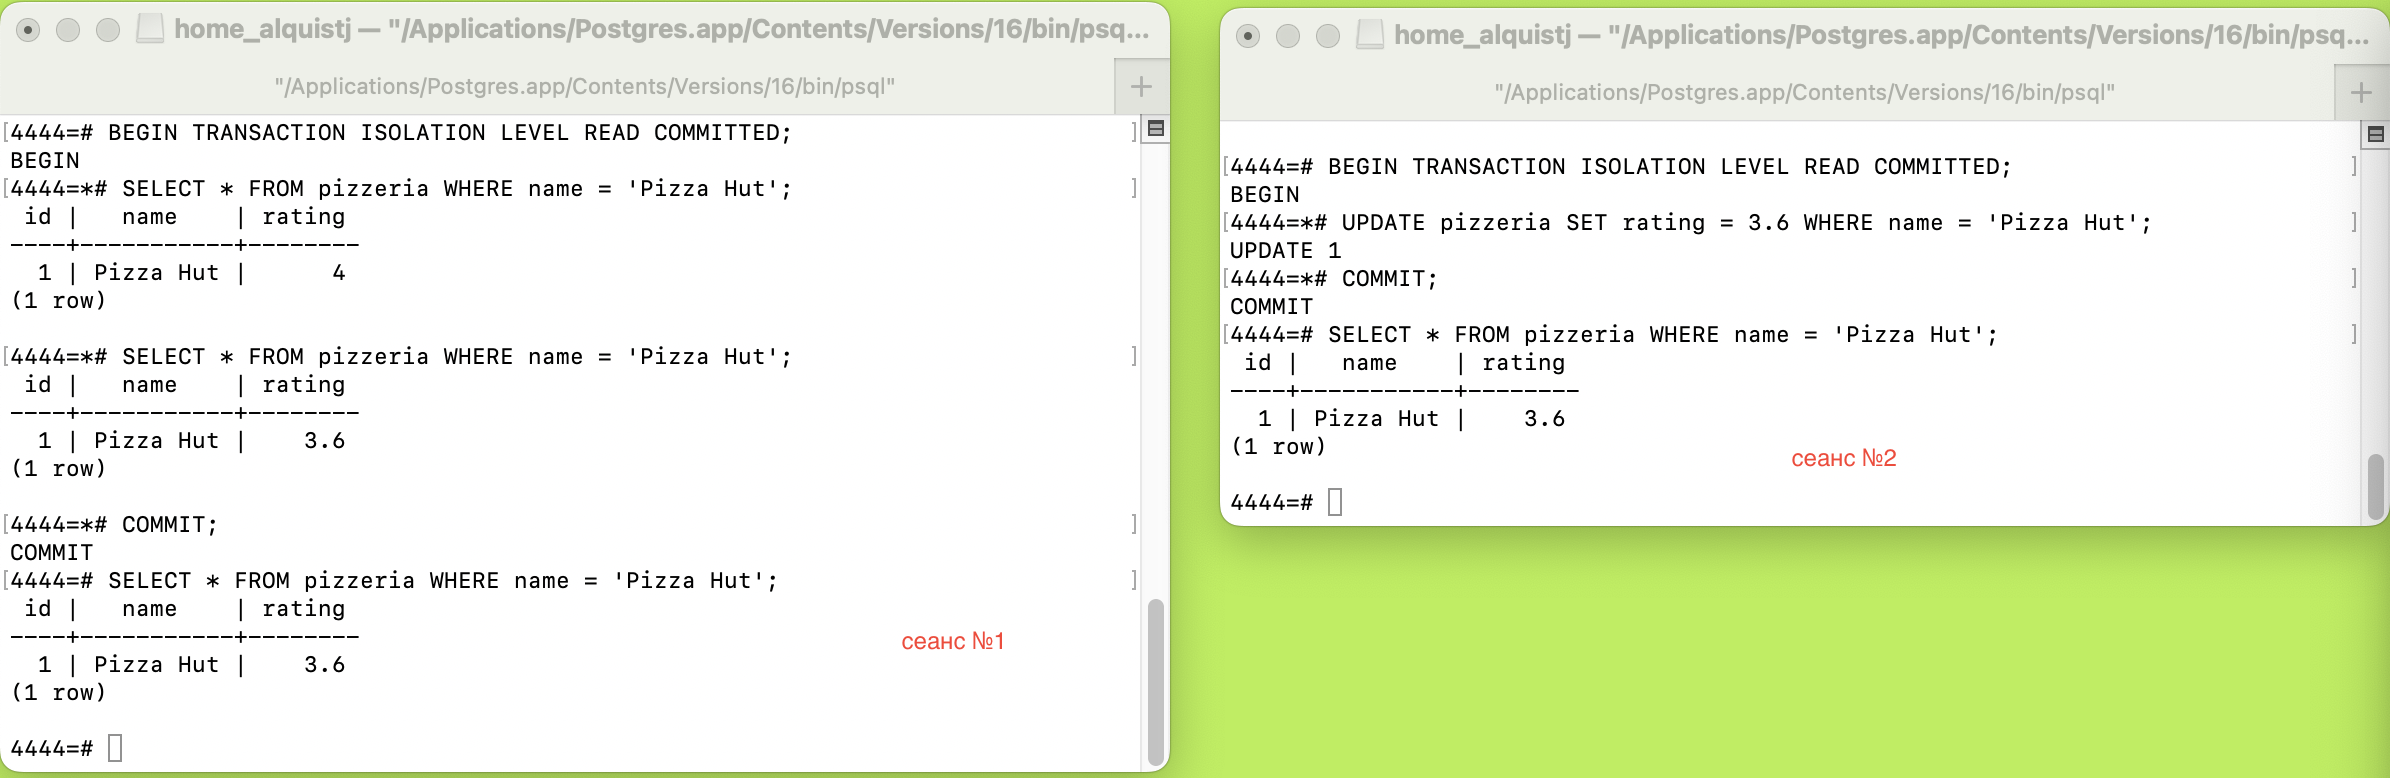 home_alquistj — "/Applications/Postgres.app/Contents/Versions/16/bin/psq...
"/Applications/Postgres.app/Contents/Versions/16/bin/psql"
+
[4444=# BEGIN TRANSACTION ISOLATION LEVEL READ COMMITTED; ]
BEGIN
[4444=*# SELECT * FROM pizzeria WHERE name = 'Pizza Hut'; ]
 id |   name    | rating
----+-----------+--------
  1 | Pizza Hut |      4
(1 row)
[4444=*# SELECT * FROM pizzeria WHERE name = 'Pizza Hut'; ]
 id |   name    | rating
----+-----------+--------
  1 | Pizza Hut |    3.6
(1 row)
[4444=*# COMMIT; ]
COMMIT
[4444=# SELECT * FROM pizzeria WHERE name = 'Pizza Hut'; ]
 id |   name    | rating
----+-----------+--------
  1 | Pizza Hut |    3.6
(1 row)
4444=#
сеанс №1
home_alquistj — "/Applications/Postgres.app/Contents/Versions/16/bin/psq...
"/Applications/Postgres.app/Contents/Versions/16/bin/psql"
+
[4444=# BEGIN TRANSACTION ISOLATION LEVEL READ COMMITTED; ]
BEGIN
[4444=*# UPDATE pizzeria SET rating = 3.6 WHERE name = 'Pizza Hut'; ]
UPDATE 1
[4444=*# COMMIT; ]
COMMIT
[4444=# SELECT * FROM pizzeria WHERE name = 'Pizza Hut'; ]
 id |   name    | rating
----+-----------+--------
  1 | Pizza Hut |    3.6
(1 row)
сеанс №2
4444=#